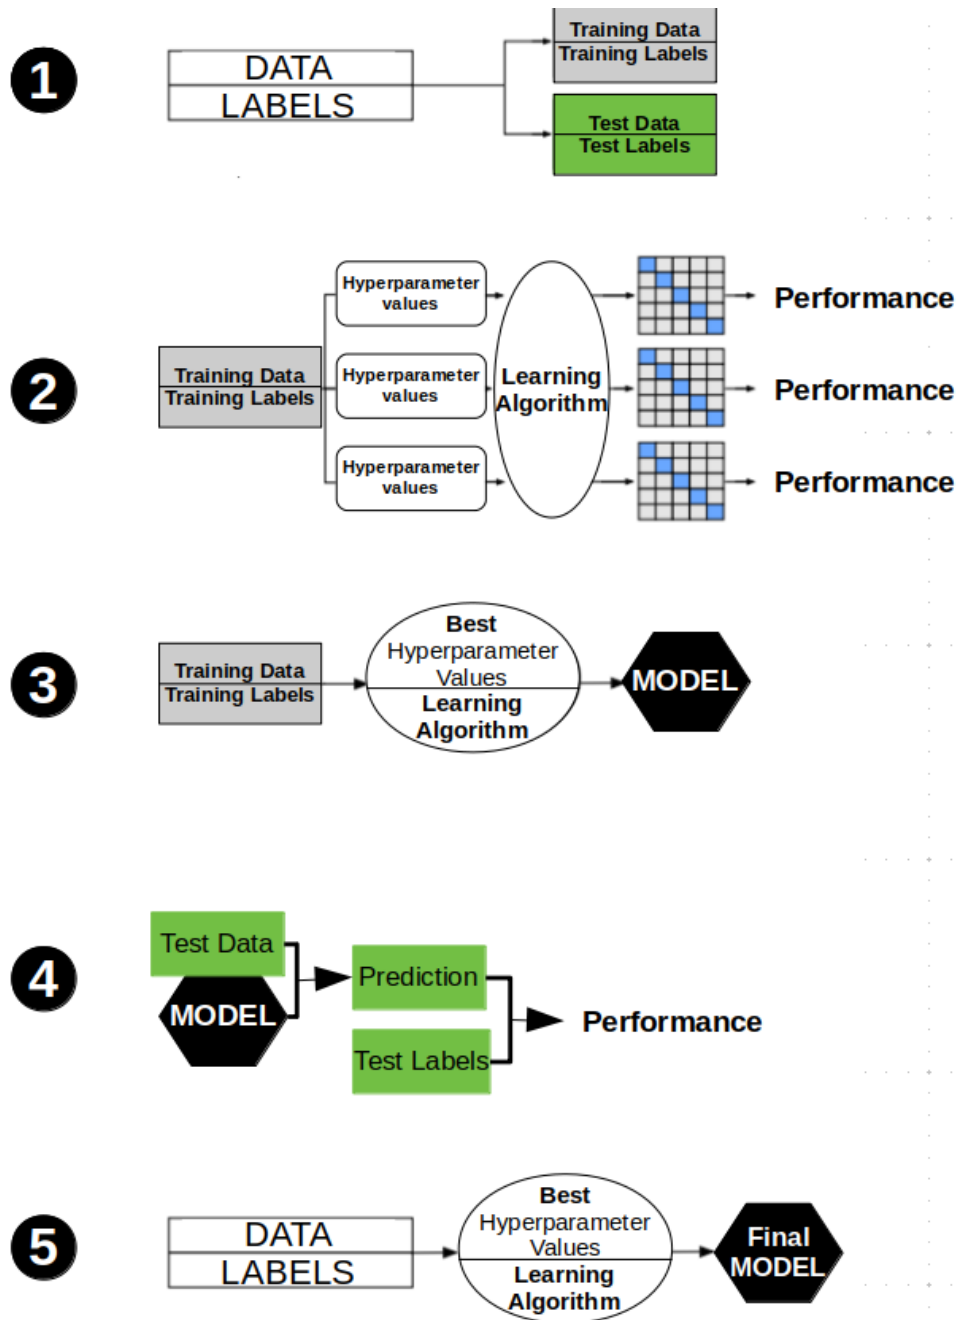 1
DATA
LABELS
Training Data
Training Labels
Test Data
Test Labels
2
Training Data
Training Labels
Hyperparameter
values
Hyperparameter
values
Hyperparameter
values
Learning
Algorithm
Performance
Performance
Performance
3
Training Data
Training Labels
Best
Hyperparameter
Values
Learning
Algorithm
MODEL
4
Test Data
MODEL
Prediction
Test Labels
Performance
5
DATA
LABELS
Best
Hyperparameter
Values
Learning
Algorithm
Final
MODEL